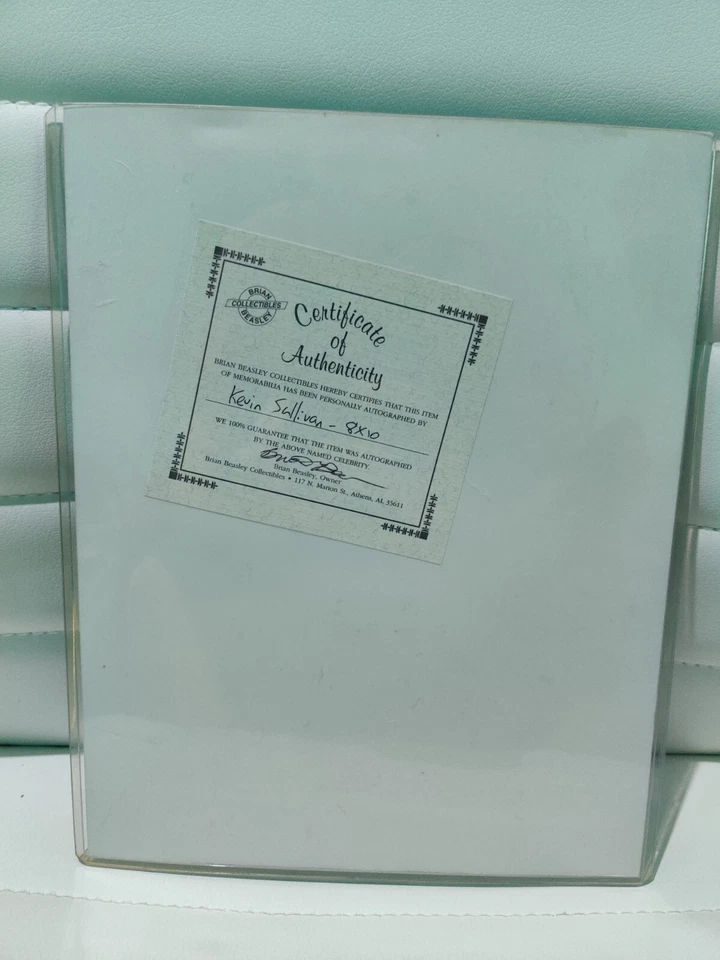 BRIAN
COLLECTIBLES
BEASLEY
Certificate
of
Authenticity
BRIAN BEASLEY COLLECTIBLES HEREBY CERTIFIES THAT THIS ITEM
OF MEMORABILIA HAS BEEN PERSONALLY AUTOGRAPHED BY
Kevin Sullivan - 8x10
WE 100% GUARANTEE THAT THE ITEM WAS AUTOGRAPHED
BY THE ABOVE NAMED CELEBRITY.
Brian Beasley, Owner
Brian Beasley Collectibles • 117 N. Marion St., Athens, AL 35611